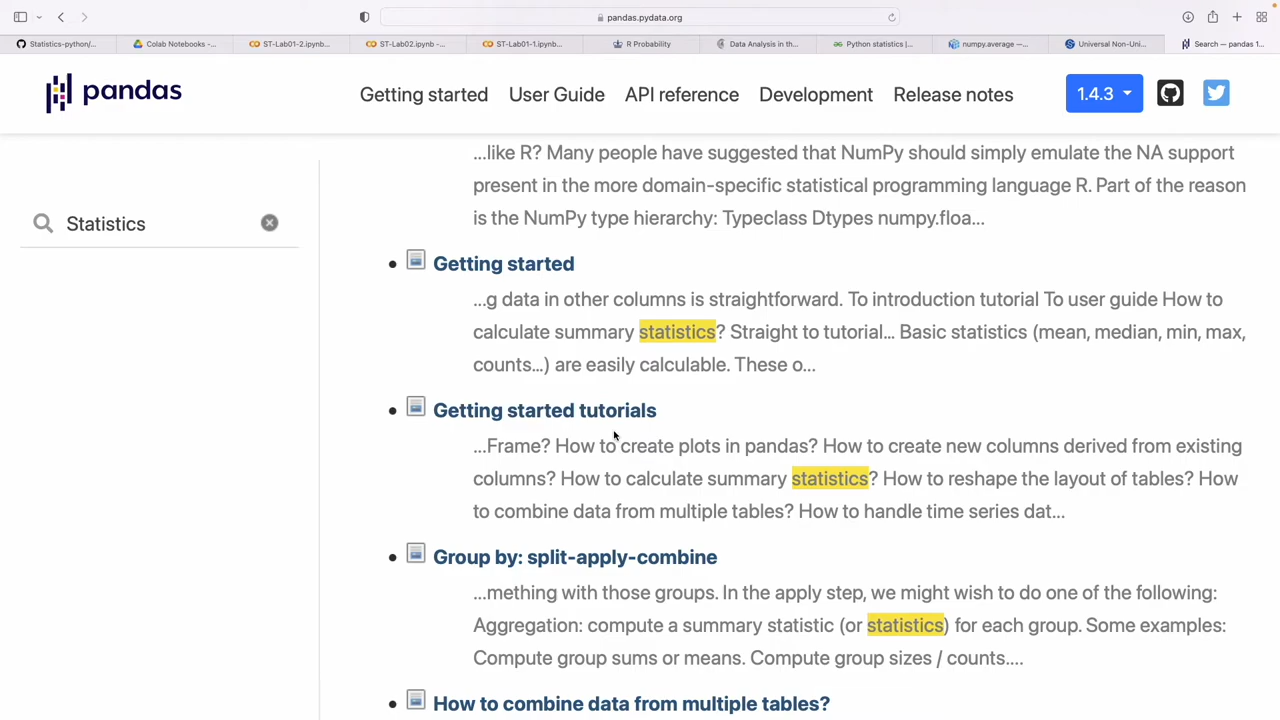 pandas.pydata.org
Statistics-python/...
Colab Notebooks -...
ST-Lab01-2.ipynb...
ST-Lab02.ipynb -...
ST-Lab01-1.ipynb...
R Probability
Data Analysis in th...
Python statistics |...
numpy.average —...
Universal Non-Uni...
Search — pandas 1...
pandas
Getting started
User Guide
API reference
Development
Release notes
1.4.3
Statistics
...like R? Many people have suggested that NumPy should simply emulate the NA support
present in the more domain-specific statistical programming language R. Part of the reason
is the NumPy type hierarchy: Typeclass Dtypes numpy.floa...
Getting started
...g data in other columns is straightforward. To introduction tutorial To user guide How to
calculate summary statistics? Straight to tutorial... Basic statistics (mean, median, min, max,
counts...) are easily calculable. These o...
Getting started tutorials
...Frame? How to create plots in pandas? How to create new columns derived from existing
columns? How to calculate summary statistics? How to reshape the layout of tables? How
to combine data from multiple tables? How to handle time series dat...
Group by: split-apply-combine
...mething with those groups. In the apply step, we might wish to do one of the following:
Aggregation: compute a summary statistic (or statistics) for each group. Some examples:
Compute group sums or means. Compute group sizes / counts....
How to combine data from multiple tables?